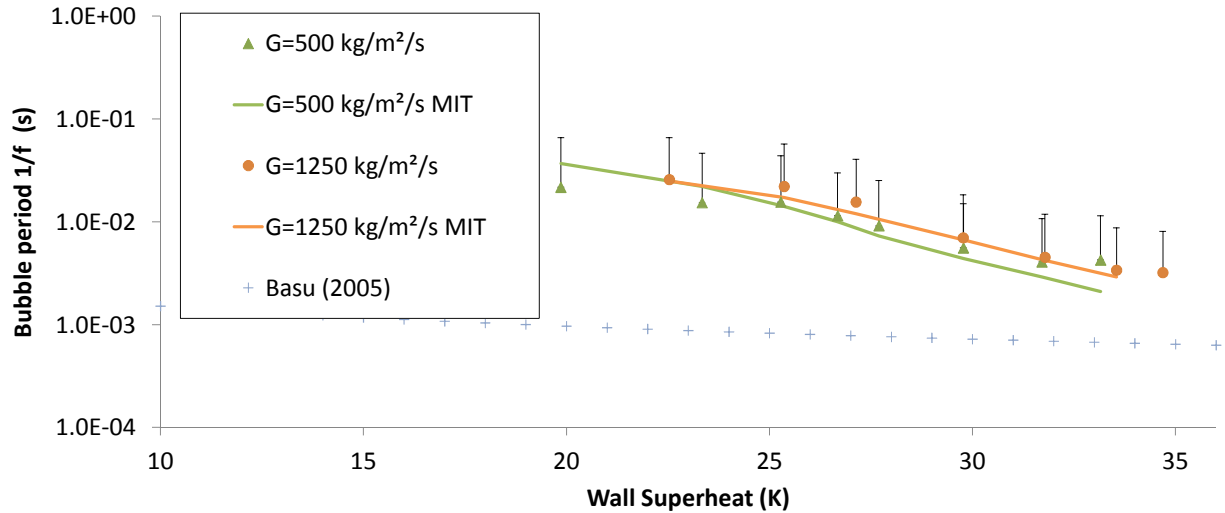 1.0E+00
1.0E-01
1.0E-02
1.0E-03
1.0E-04
Bubble period 1/f (s)
G=500 kg/m²/s
G=500 kg/m²/s MIT
G=1250 kg/m²/s
G=1250 kg/m²/s MIT
Basu (2005)
10 15 20 25 30 35
Wall Superheat (K)